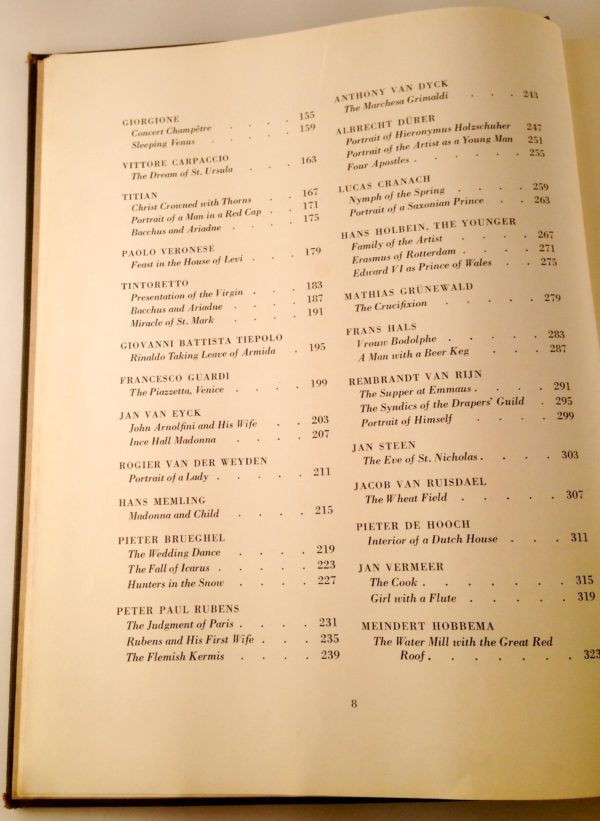 GIORGIONE
Concert Champêtre . . . . 155
Sleeping Venus . . . . . 159
VITTORE CARPACCIO
The Dream of St. Ursula . . . 163
TITIAN
Christ Crowned with Thorns . . 167
Portrait of a Man in a Red Cap . . 171
Bacchus and Ariadne . . . . 175
PAOLO VERONESE
Feast in the House of Levi . . . 179
TINTORETTO
Presentation of the Virgin . . . 183
Bacchus and Ariadne . . . . 187
Miracle of St. Mark . . . . 191
GIOVANNI BATTISTA TIEPOLO
Rinaldo Taking Leave of Armida . 195
FRANCESCO GUARDI
The Piazzetta, Venice . . . . 199
JAN VAN EYCK
John Arnolfini and His Wife . . 203
Ince Hall Madonna . . . . 207
ROGIER VAN DER WEYDEN
Portrait of a Lady . . . . . 211
HANS MEMLING
Madonna and Child . . . . 215
PIETER BRUEGHEL
The Wedding Dance . . . . 219
The Fall of Icarus . . . . . 223
Hunters in the Snow . . . . 227
PETER PAUL RUBENS
The Judgment of Paris . . . . 231
Rubens and His First Wife . . . 235
The Flemish Kermis . . . . 239
ANTHONY VAN DYCK
The Marchesa Grimaldi . . . 243
ALBRECHT DÜRER
Portrait of Hieronymus Holzschuher 247
Portrait of the Artist as a Young Man 251
Four Apostles . . . . . . 255
LUCAS CRANACH
Nymph of the Spring . . . . 259
Portrait of a Saxonian Prince . . 263
HANS HOLBEIN, THE YOUNGER
Family of the Artist . . . . 267
Erasmus of Rotterdam . . . . 271
Edward VI as Prince of Wales . . 275
MATHIAS GRÜNEWALD
The Crucifixion . . . . . 279
FRANS HALS
Vrouw Bodolphe . . . . . 283
A Man with a Beer Keg . . . 287
REMBRANDT VAN RIJN
The Supper at Emmaus . . . . 291
The Syndics of the Drapers' Guild . 295
Portrait of Himself . . . . 299
JAN STEEN
The Eve of St. Nicholas . . . . 303
JACOB VAN RUISDAEL
The Wheat Field . . . . . 307
PIETER DE HOOCH
Interior of a Dutch House . . . 311
JAN VERMEER
The Cook . . . . . . . 315
Girl with a Flute . . . . . 319
MEINDERT HOBBEMA
The Water Mill with the Great Red
Roof . . . . . . . 323
8